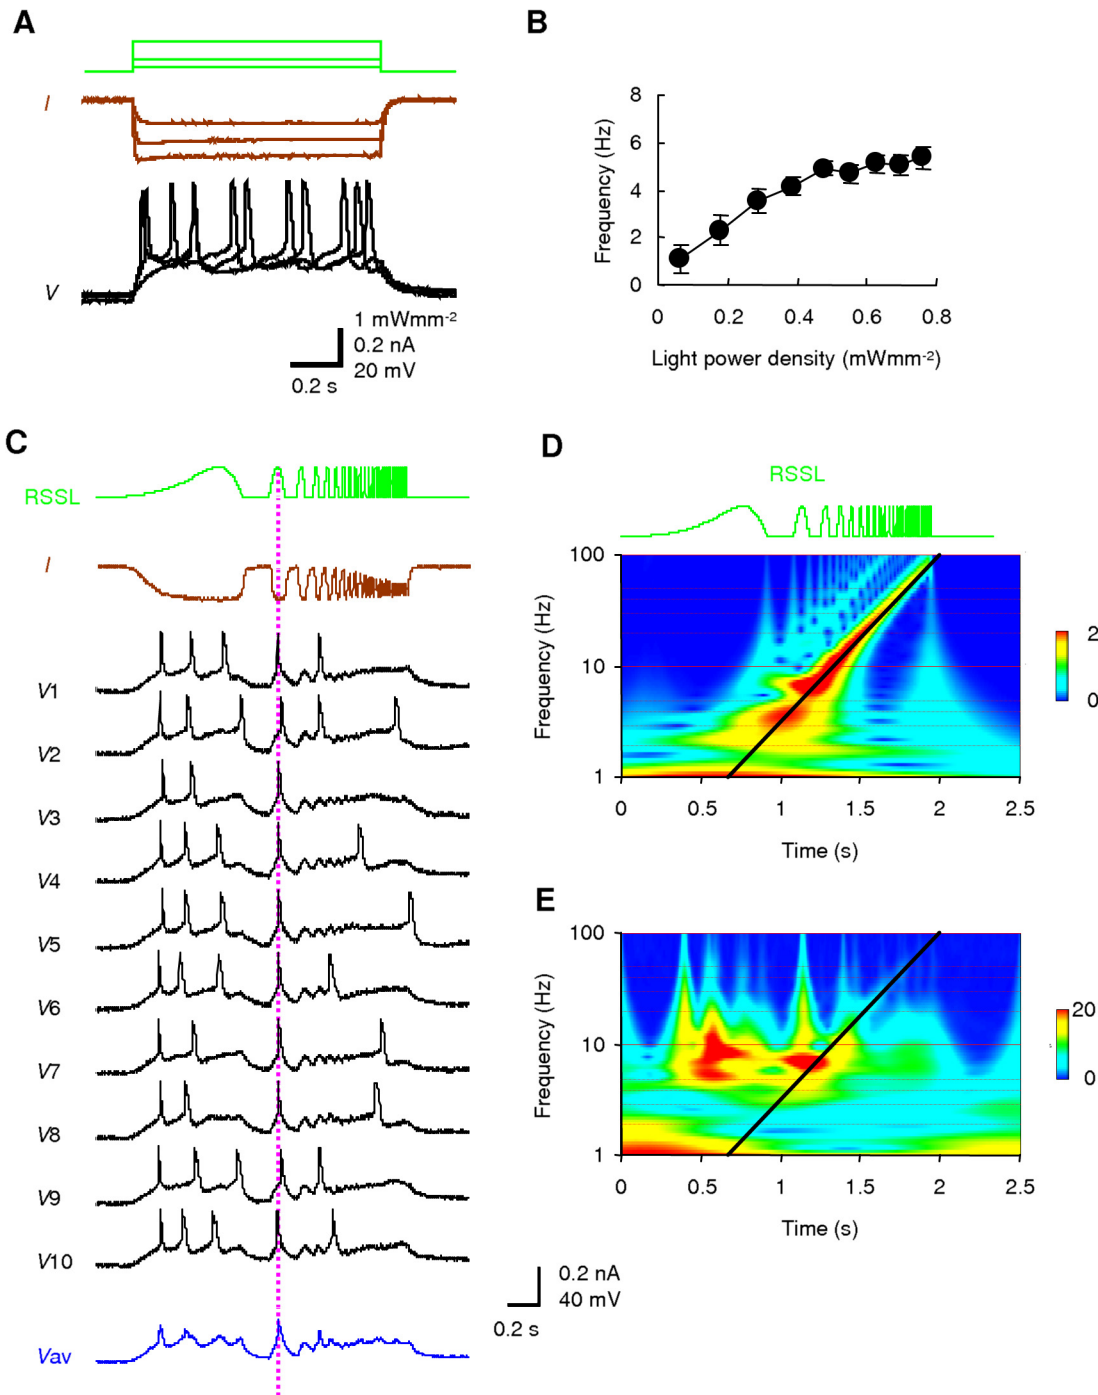 A
I
V
1 mWmm-2
0.2 nA
20 mV
0.2 s
B
8
6
4
2
0
Frequency (Hz)
0 0.2 0.4 0.6 0.8
Light power density (mWmm-2)
C
RSSL
I
V1
V2
V3
V4
V5
V6
V7
V8
V9
V10
Vav
0.2 nA
40 mV
0.2 s
D
RSSL
100
10
1
Frequency (Hz)
0 0.5 1 1.5 2 2.5
Time (s)
2
0
E
100
10
1
Frequency (Hz)
0 0.5 1 1.5 2 2.5
Time (s)
20
0